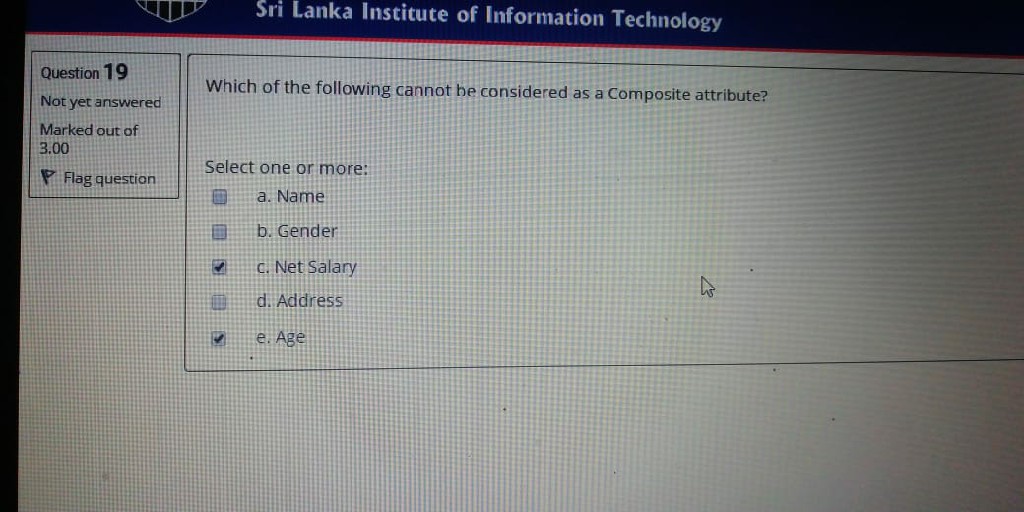 Sri Lanka Institute of Information Technology
Question 19
Not yet answered
Marked out of
3.00
Flag question
Which of the following cannot be considered as a Composite attribute?
Select one or more:
a. Name
b. Gender
c. Net Salary
d. Address
e. Age